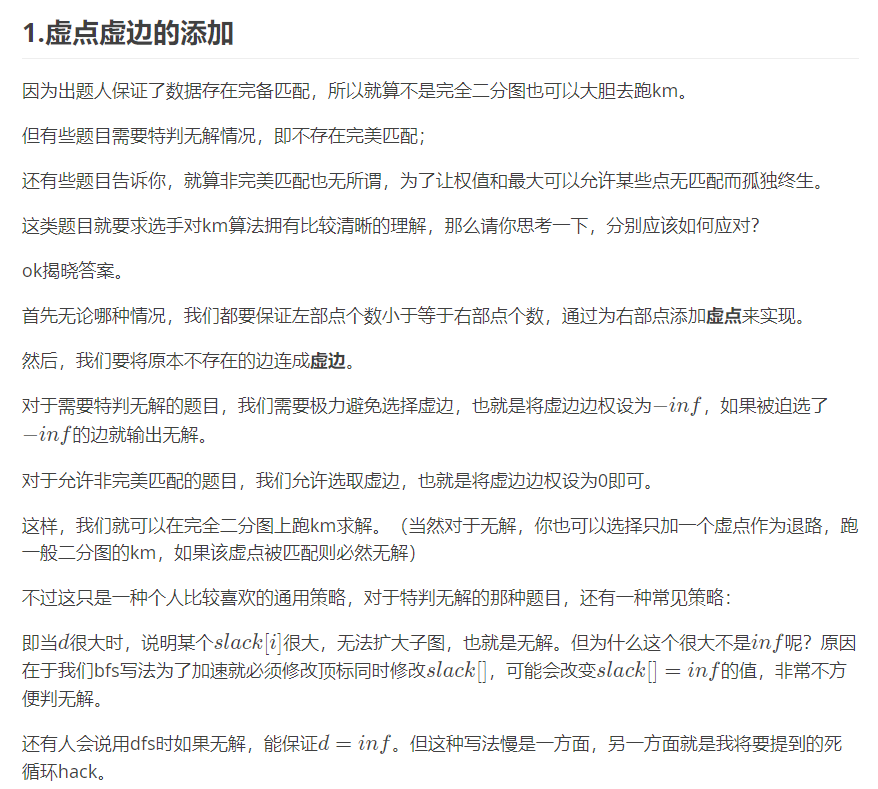 1.虚点虚边的添加
因为出题人保证了数据存在完备匹配，所以就算不是完全二分图也可以大胆去跑km。
但有些题目需要特判无解情况，即不存在完美匹配；
还有些题目告诉你，就算非完美匹配也无所谓，为了让权值和最大可以允许某些点无匹配而孤独终生。
这类题目就要求选手对km算法拥有比较清晰的理解，那么请你思考一下，分别应该如何应对？
ok揭晓答案。
首先无论哪种情况，我们都要保证左部点个数小于等于右部点个数，通过为右部点添加虚点来实现。
然后，我们要将原本不存在的边连成虚边。
对于需要特判无解的题目，我们需要极力避免选择虚边，也就是将虚边边权设为−inf，如果被迫选了
−inf的边就输出无解。
对于允许非完美匹配的题目，我们允许选取虚边，也就是将虚边边权设为0即可。
这样，我们就可以在完全二分图上跑km求解。（当然对于无解，你也可以选择只加一个虚点作为退路，跑
一般二分图的km，如果该虚点被匹配则必然无解）
不过这只是一种个人比较喜欢的通用策略，对于特判无解的那种题目，还有一种常见策略：
即当d很大时，说明某个slack[i]很大，无法扩大子图，也就是无解。但为什么这个很大不是inf呢？原因
在于我们bfs写法为了加速就必须修改顶标同时修改slack[]，可能会改变slack[] = inf的值，非常不方
便判无解。
还有人会说用dfs时如果无解，能保证d = inf。但这种写法慢是一方面，另一方面就是我将要提到的死
循环hack。